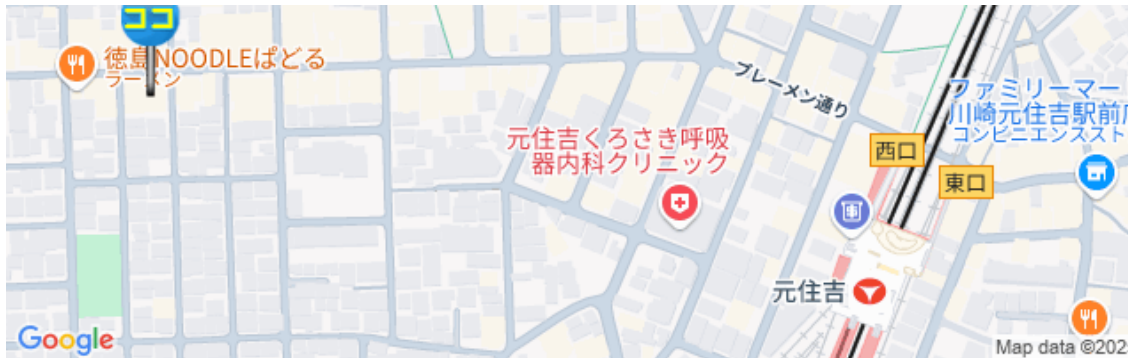 ココ
徳島NOODLEぱどる
ラーメン
ブレーメン通り
ファミリーマー
川崎元住吉駅前店
コンビニエンススト
元住吉くろさき呼吸
器内科クリニック
西口
東口
元住吉
Google
Map data ©202